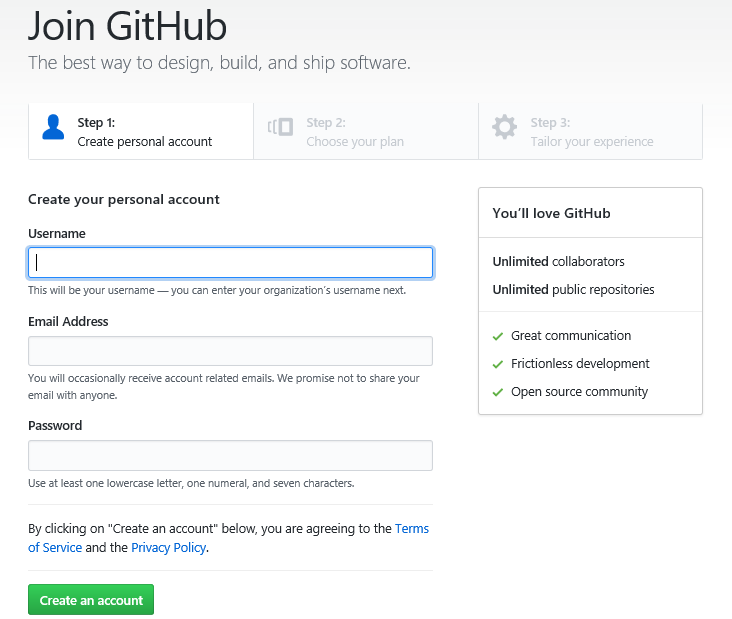 Join GitHub
The best way to design, build, and ship software.
Step 1:
Create personal account
Step 2:
Choose your plan
Step 3:
Tailor your experience
Create your personal account
Username
This will be your username — you can enter your organization's username next.
Email Address
You will occasionally receive account related emails. We promise not to share your
email with anyone.
Password
Use at least one lowercase letter, one numeral, and seven characters.
By clicking on "Create an account" below, you are agreeing to the Terms
of Service and the Privacy Policy.
Create an account
You'll love GitHub
Unlimited collaborators
Unlimited public repositories
Great communication
Frictionless development
Open source community